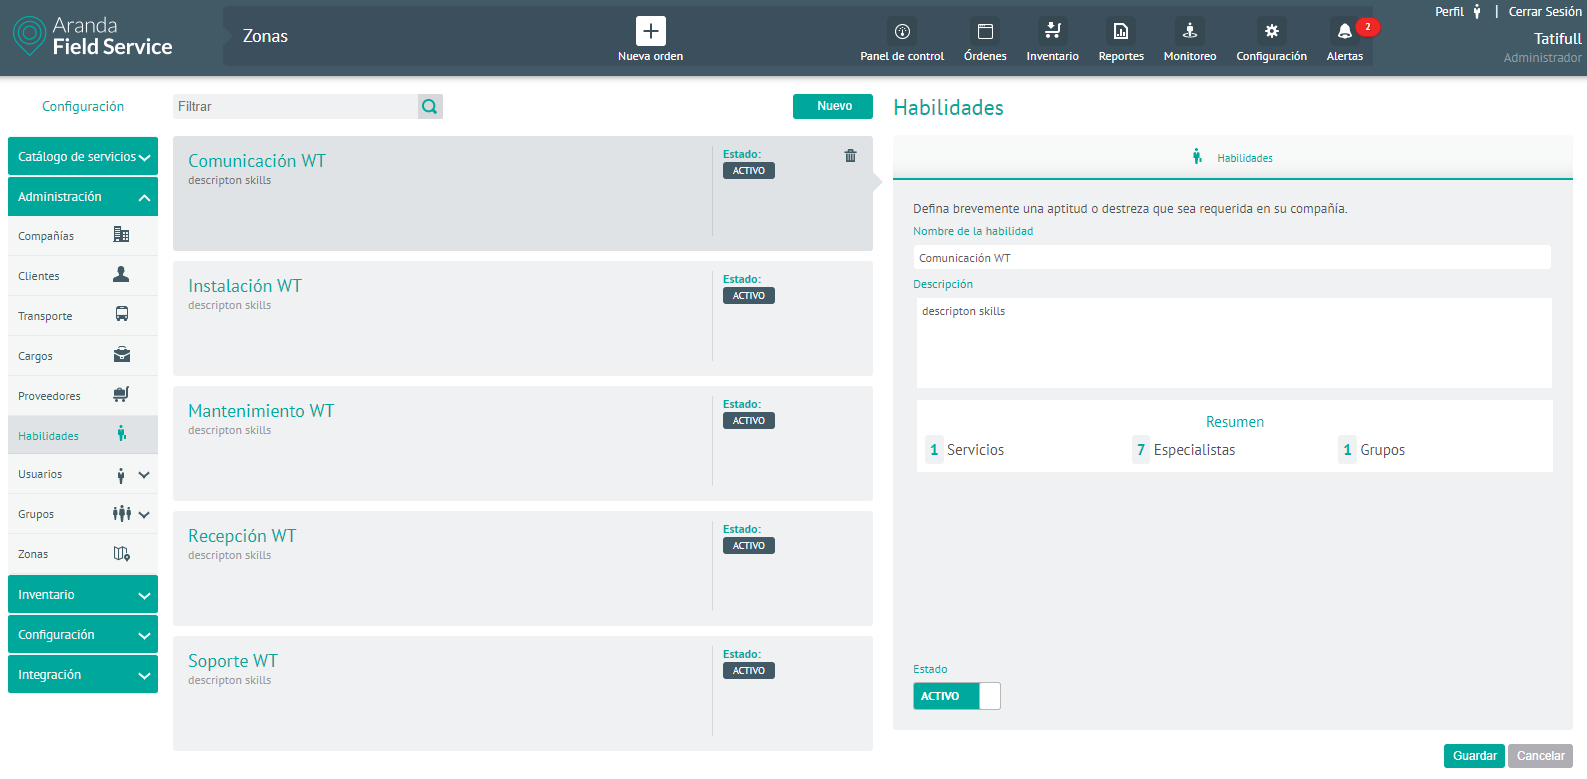 Aranda
Field Service
Zonas
Nueva orden
Panel de control
Órdenes
Inventario
Reportes
Monitoreo
Configuración
Alertas
2
Perfil | Cerrar Sesión
Tatifull
Administrador
Configuración
Catálogo de servicios
Administración
Compañías
Clientes
Transporte
Cargos
Proveedores
Habilidades
Usuarios
Grupos
Zonas
Inventario
Configuración
Integración
Filtrar
Nuevo
Comunicación WT
descripton skills
Estado:
ACTIVO
Instalación WT
descripton skills
Estado:
ACTIVO
Mantenimiento WT
descripton skills
Estado:
ACTIVO
Recepción WT
descripton skills
Estado:
ACTIVO
Soporte WT
descripton skills
Estado:
ACTIVO
Habilidades
Habilidades
Defina brevemente una aptitud o destreza que sea requerida en su compañía.
Nombre de la habilidad
Comunicación WT
Descripción
descripton skills
Resumen
1 Servicios
7 Especialistas
1 Grupos
Estado
ACTIVO
Guardar
Cancelar